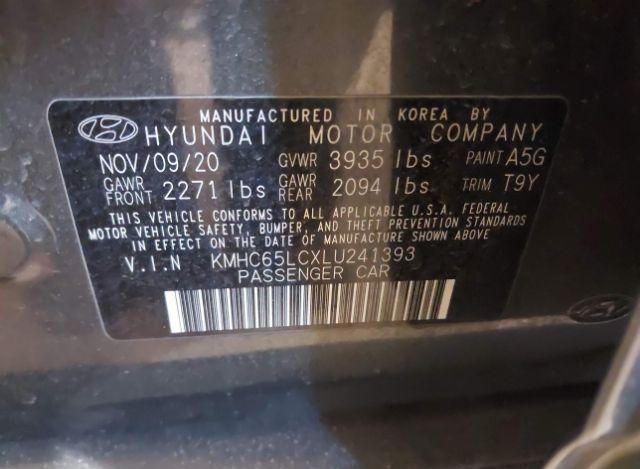 MANUFACTURED IN KOREA BY
HYUNDAI MOTOR COMPANY
NOV/09/20 GVWR 3935 lbs PAINT A5G
GAWR FRONT 2271 lbs GAWR REAR 2094 lbs TRIM T9Y
THIS VEHICLE CONFORMS TO ALL APPLICABLE U.S.A. FEDERAL
MOTOR VEHICLE SAFETY, BUMPER, AND THEFT PREVENTION STANDARDS
IN EFFECT ON THE DATE OF MANUFACTURE SHOWN ABOVE
V.I.N KMHC65LCXLU241393
PASSENGER CAR